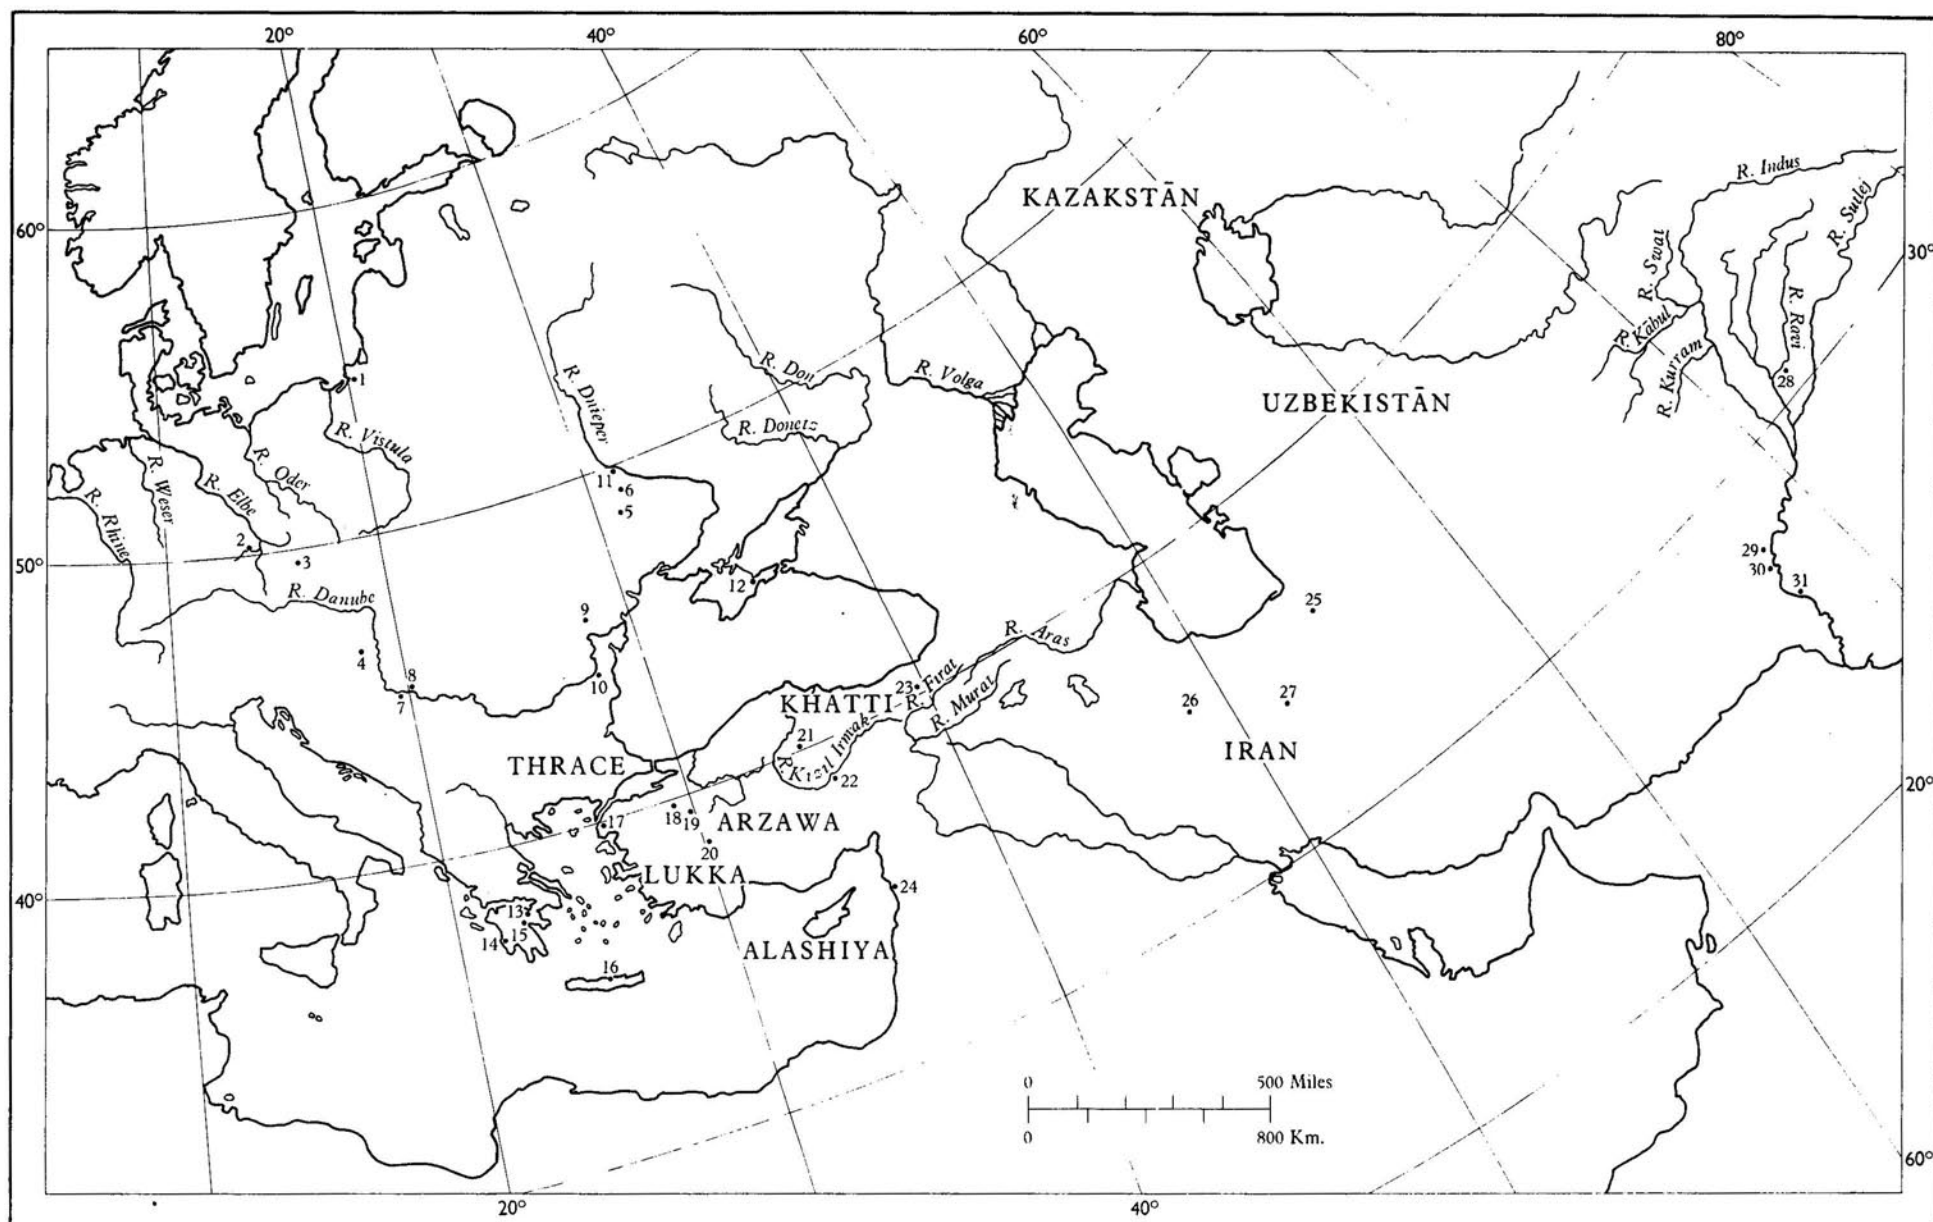 20°
40°
60°
80°
R. Indus
KAZAKSTĀN
R. Sutlej
60°
R. Swat
30°
R. Kābul
R. Ravi
R. Kurram
R. Don
R. Volga
R. Dnieper
1
28
UZBEKISTĀN
R. Donetz
R. Vistula
R. Oder
R. Weser
R. Elbe
R. Rhine
11
6
5
2
3
50°
29
30
31
12
R. Danube
9
25
R. Aras
4
8
7
10
23
R. Fırat
R. Murat
KHATTI
26
27
21
IRAN
R. Kızıl Irmak
THRACE
22
20°
17
18
19
ARZAWA
20
LUKKA
24
40°
13
14
15
ALASHIYA
16
0
500 Miles
0
800 Km.
60°
20°
40°